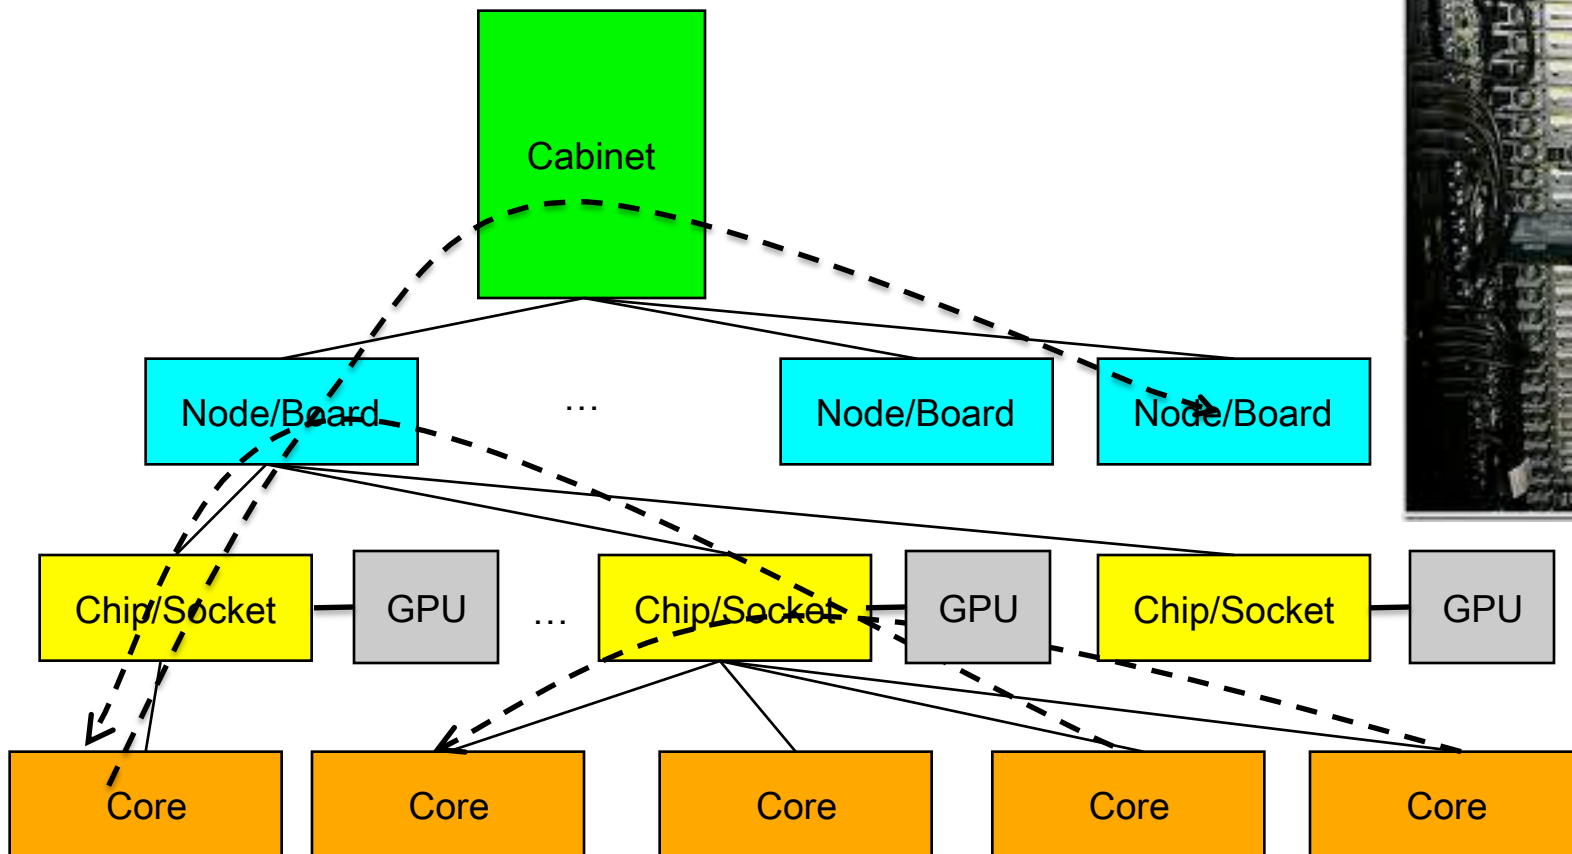 Cabinet
Node/Board
...
Node/Board
Node/Board
Chip/Socket
GPU
...
Chip/Socket
GPU
Chip/Socket
GPU
Core
Core
Core
Core
Core